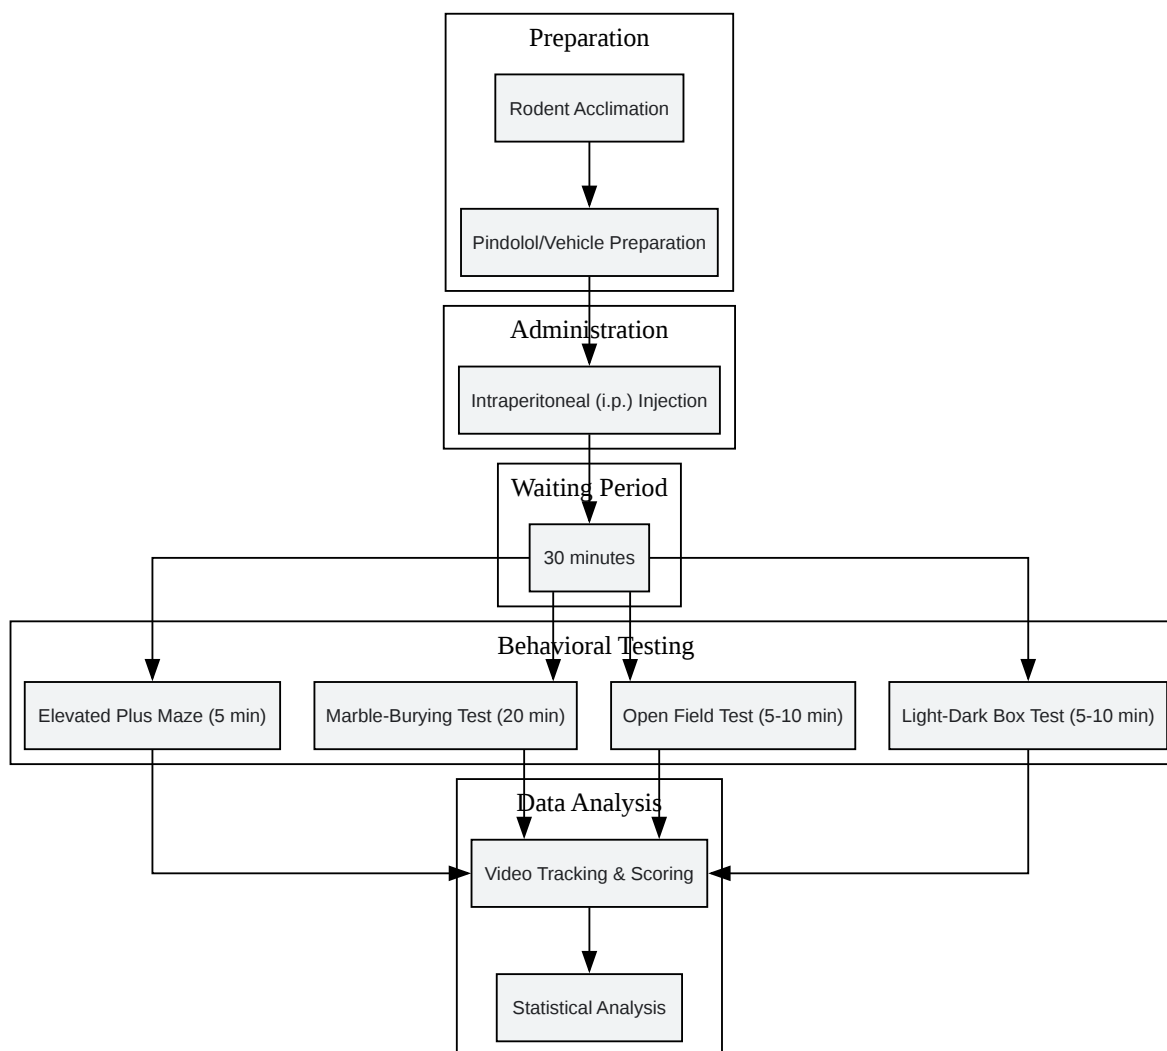 Preparation
Rodent Acclimation
Pindolol/Vehicle Preparation
Administration
Intraperitoneal (i.p.) Injection
Waiting Period
30 minutes
Behavioral Testing
Elevated Plus Maze (5 min)
Marble-Burying Test (20 min)
Open Field Test (5-10 min)
Light-Dark Box Test (5-10 min)
Data Analysis
Video Tracking & Scoring
Statistical Analysis